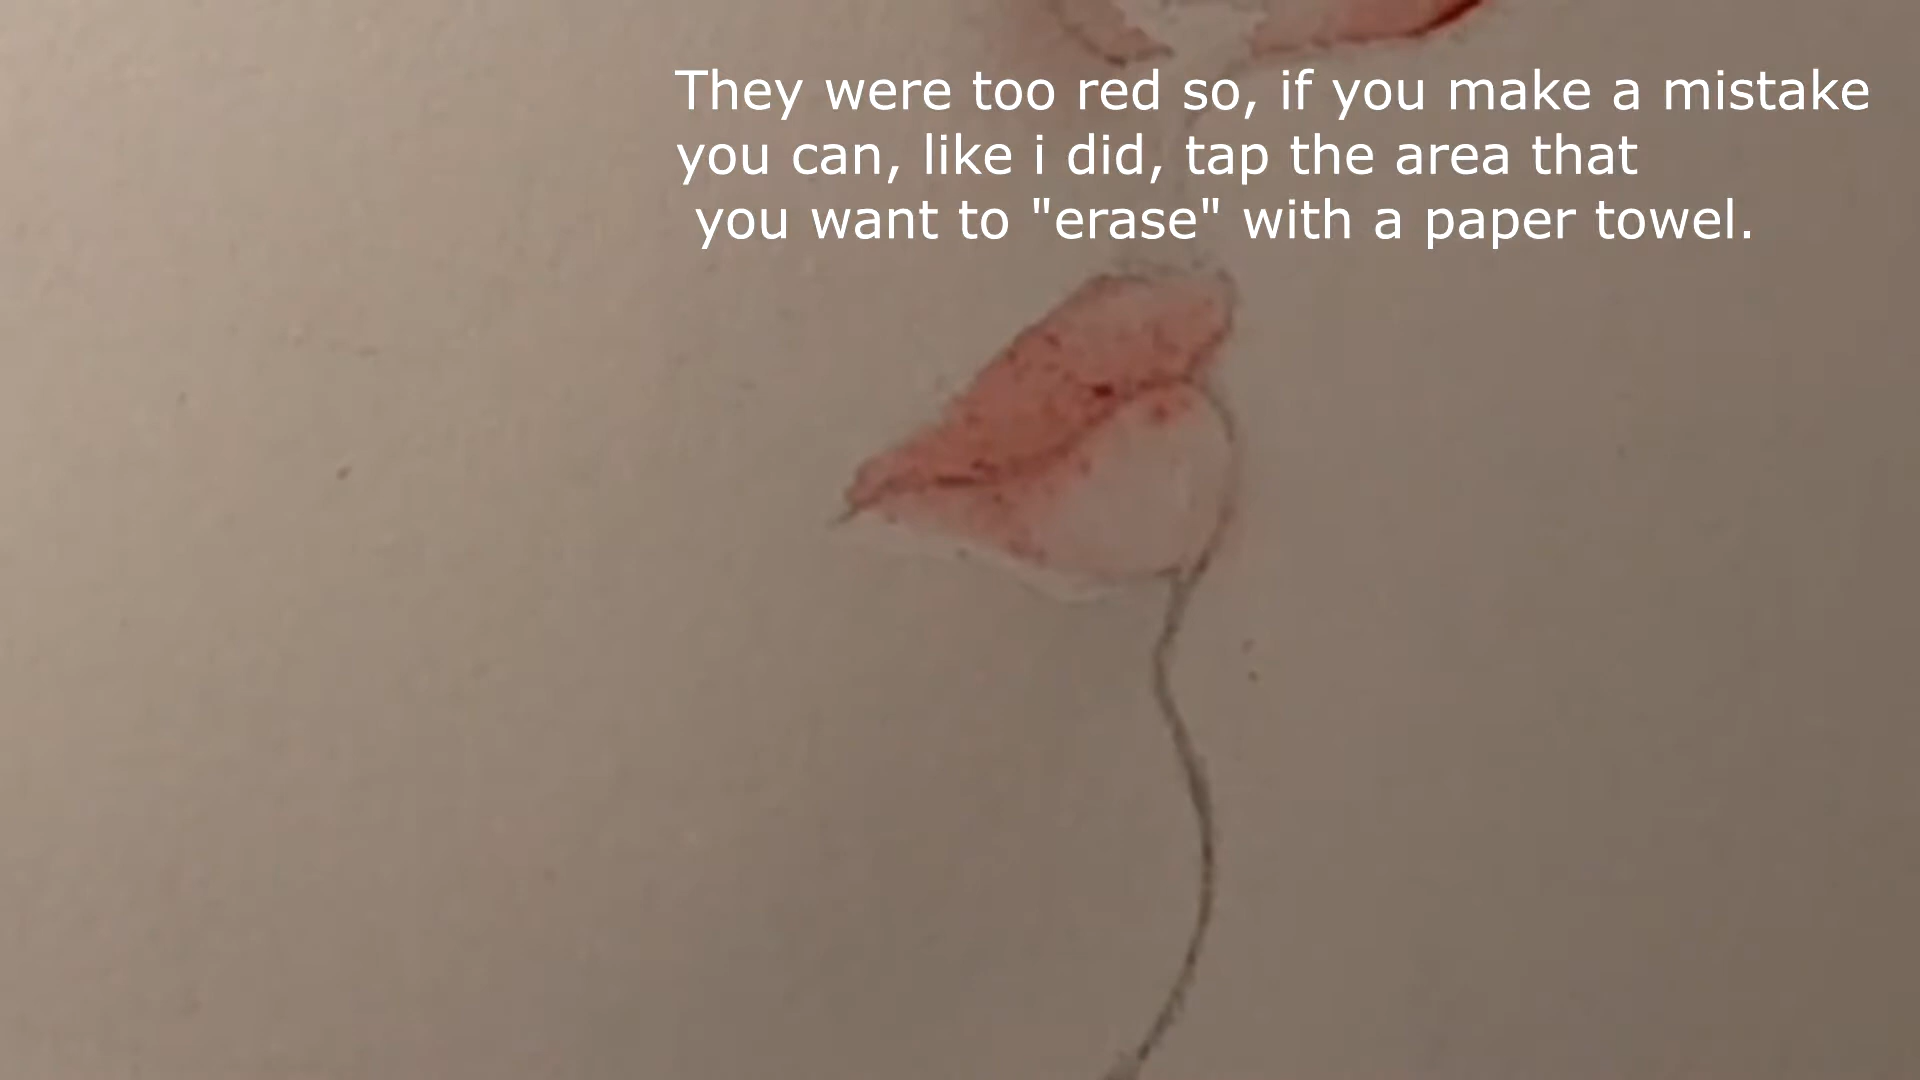 They were too red so, if you make a mistake
you can, like i did, tap the area that
you want to "erase" with a paper towel.